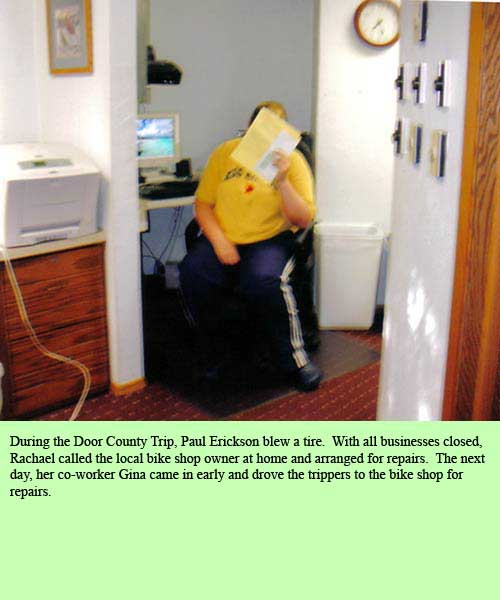 During the Door County Trip, Paul Erickson blew a tire.  With all businesses closed,
Rachael called the local bike shop owner at home and arranged for repairs.  The next
day, her co-worker Gina came in early and drove the trippers to the bike shop for
repairs.